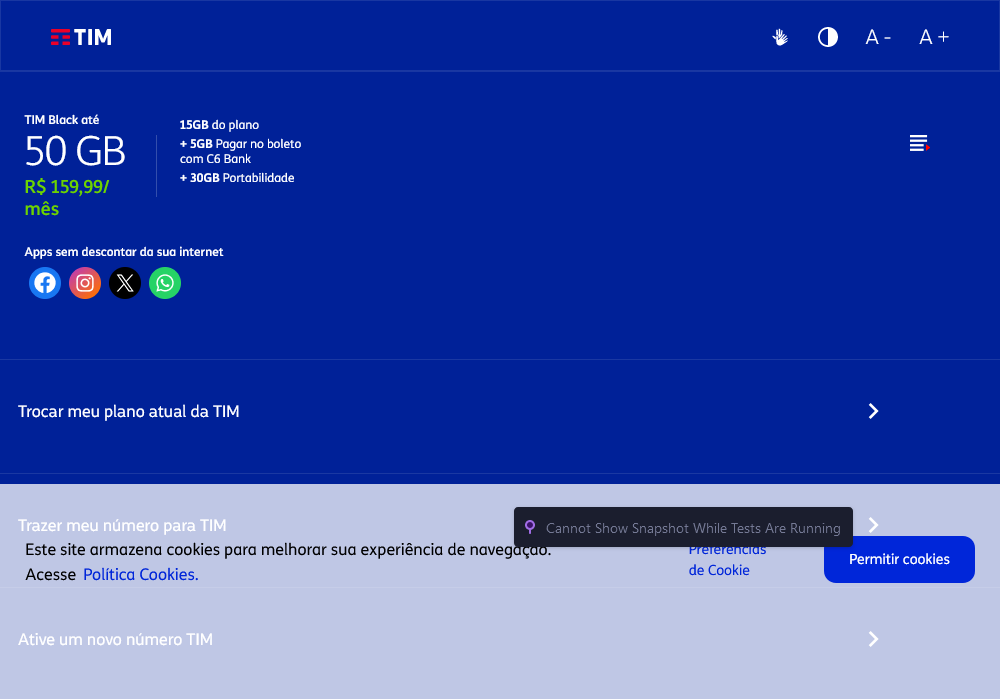 TIM
A - A +
TIM Black até
50 GB
R$ 159,99/
mês
15GB do plano
+ 5GB Pagar no boleto
com C6 Bank
+ 30GB Portabilidade
Apps sem descontar da sua internet
Trocar meu plano atual da TIM
Trazer meu número para TIM
Cannot Show Snapshot While Tests Are Running
Este site armazena cookies para melhorar sua experiência de navegação.
Acesse Política Cookies.
Preferências
de Cookie
Permitir cookies
Ative um novo número TIM